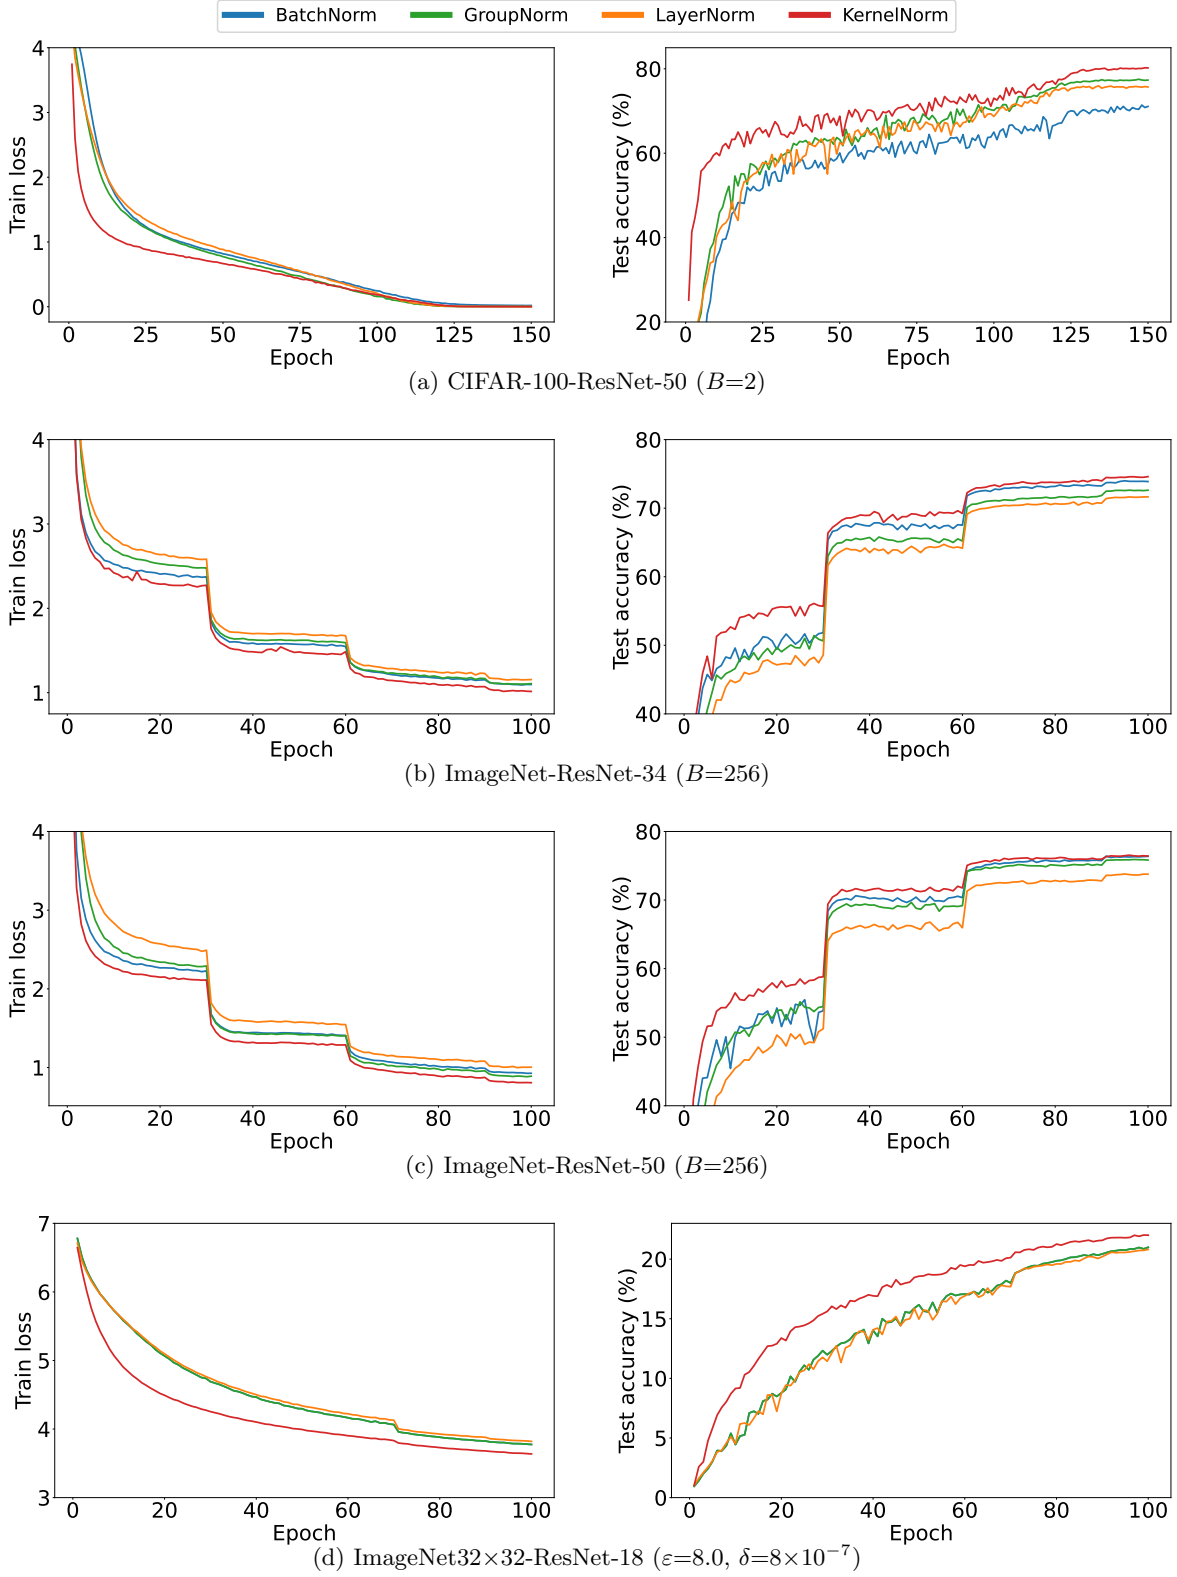 BatchNorm GroupNorm LayerNorm KernelNorm
4
3
2
1
0
Train loss
0 25 50 75 100 125 150
Epoch
80
60
40
20
Test accuracy (%)
0 25 50 75 100 125 150
Epoch
(a) CIFAR-100-ResNet-50 (B=2)
4
3
2
1
Train loss
0 20 40 60 80 100
Epoch
80
70
60
50
40
Test accuracy (%)
0 20 40 60 80 100
Epoch
(b) ImageNet-ResNet-34 (B=256)
4
3
2
1
Train loss
0 20 40 60 80 100
Epoch
80
70
60
50
40
Test accuracy (%)
0 20 40 60 80 100
Epoch
(c) ImageNet-ResNet-50 (B=256)
7
6
5
4
3
Train loss
0 20 40 60 80 100
Epoch
20
15
10
5
0
Test accuracy (%)
0 20 40 60 80 100
Epoch
(d) ImageNet32×32-ResNet-18 (ε=8.0, δ=8×10⁻⁷)